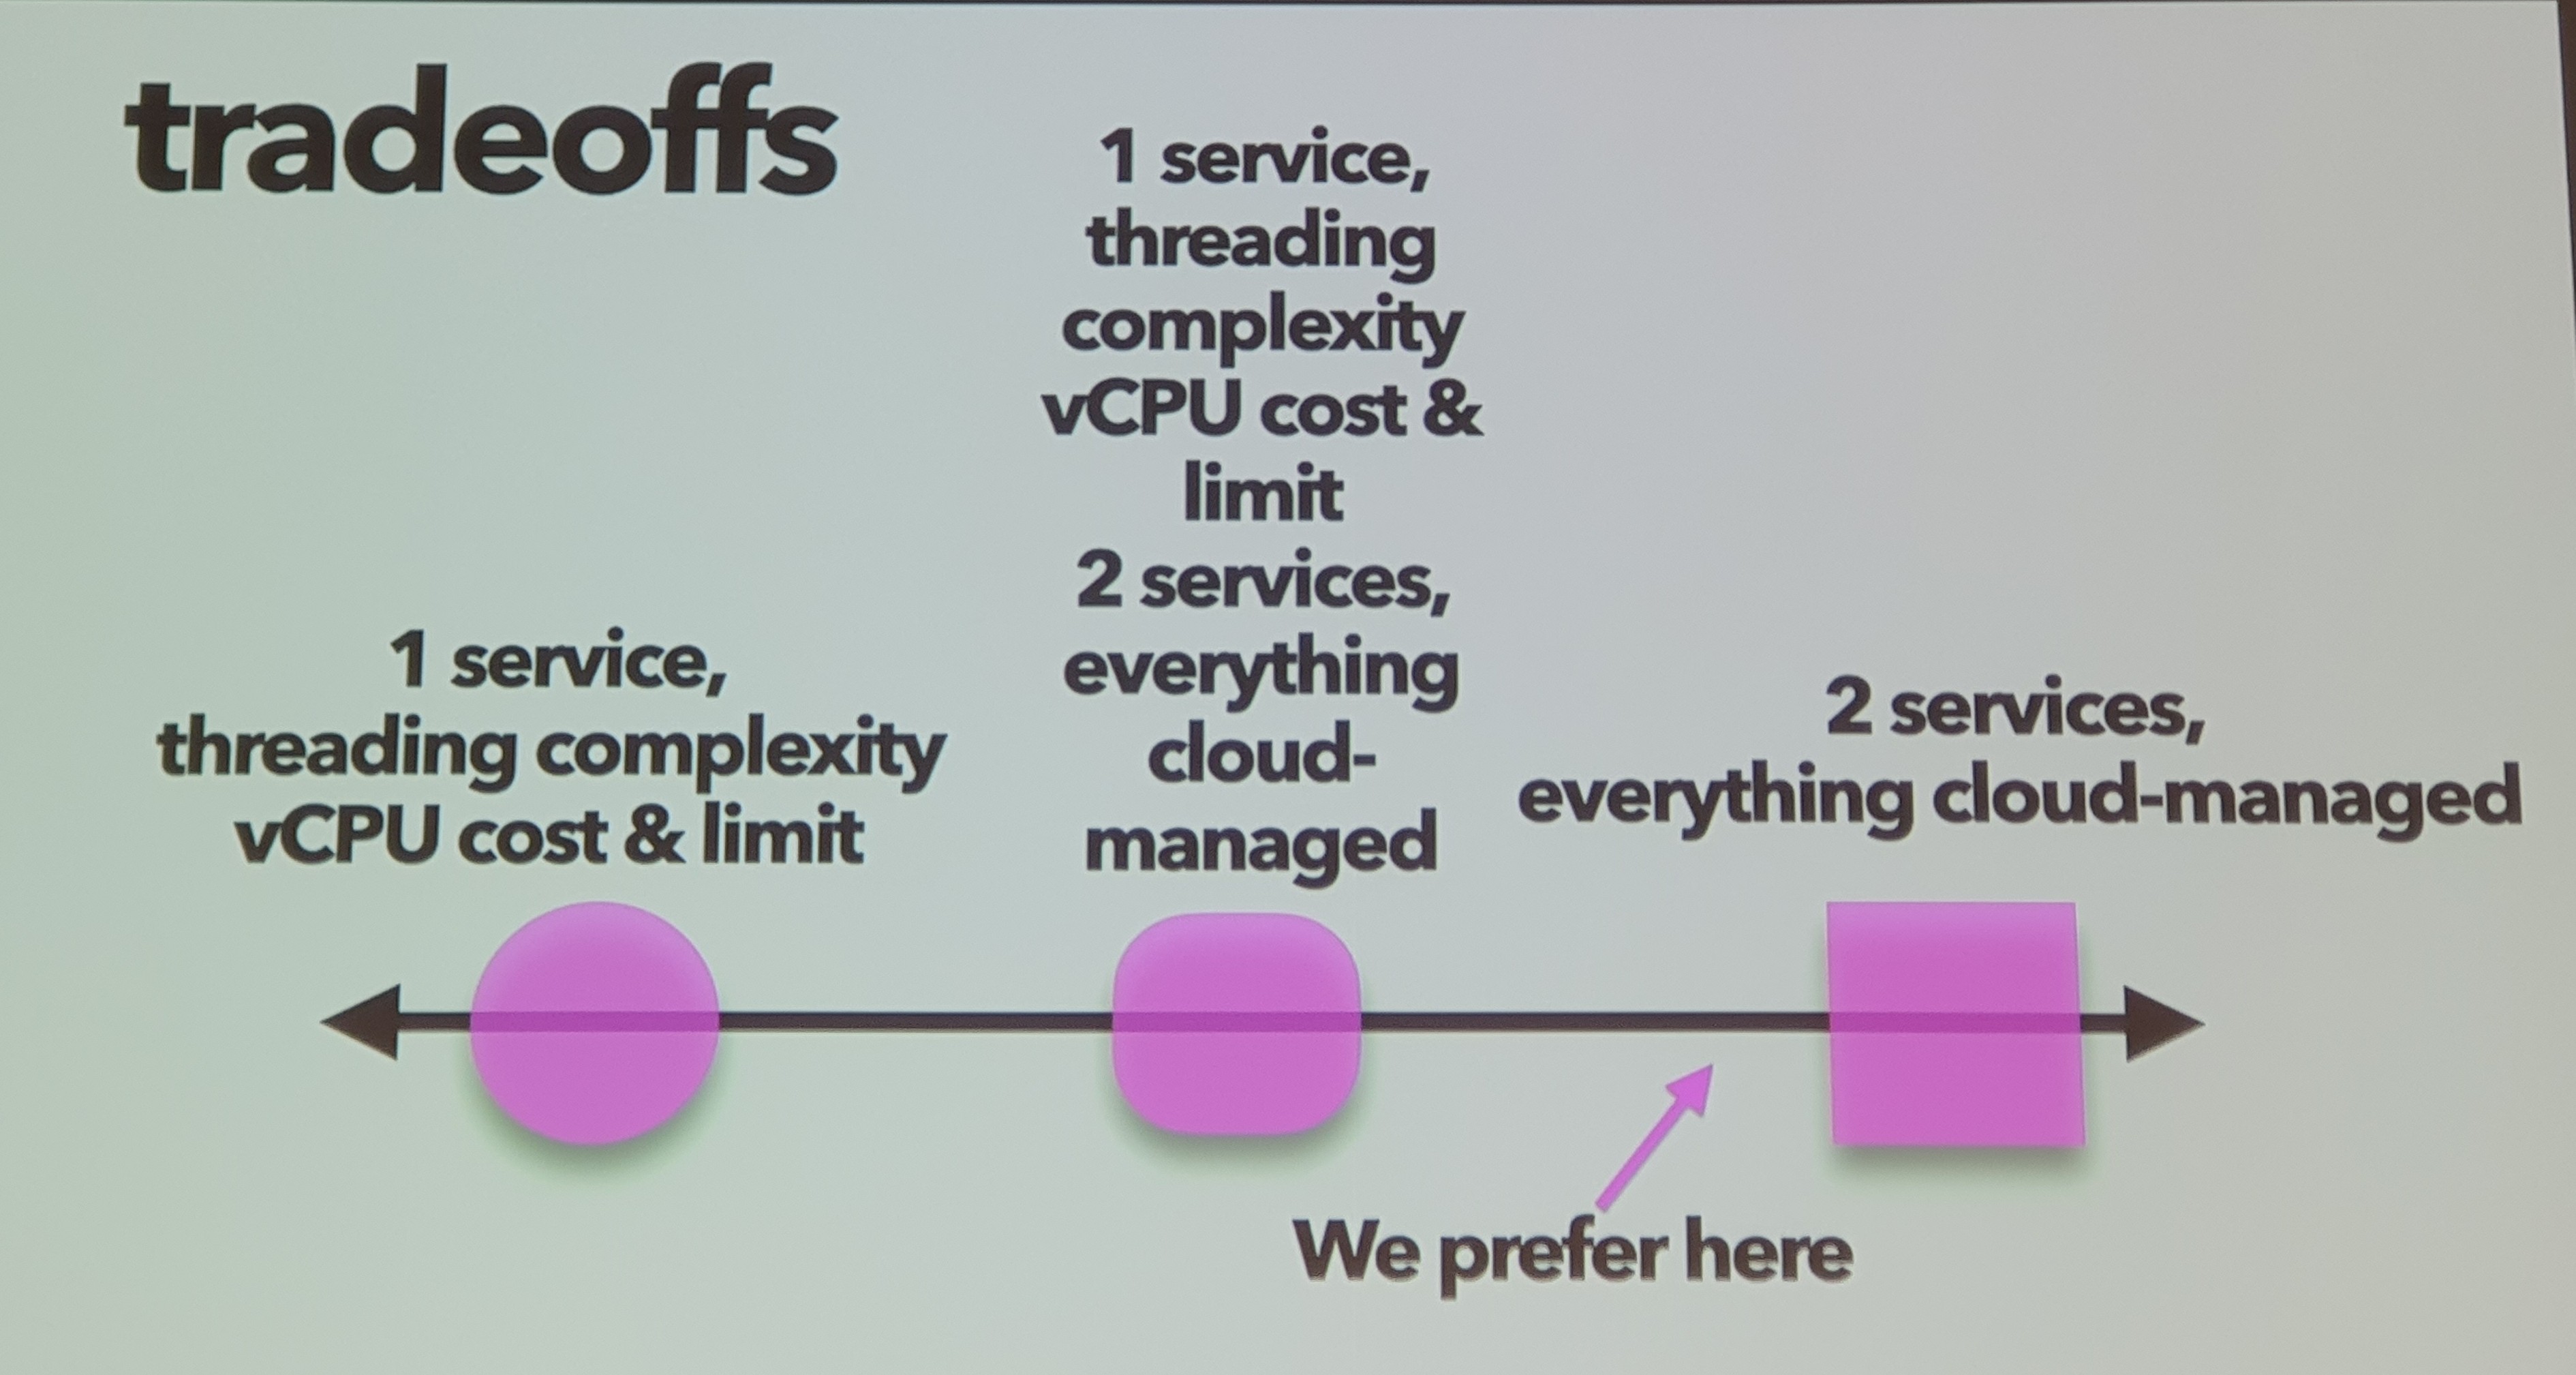 tradeoffs
1 service,
threading
complexity
vCPU cost &
limit
2 services,
everything
cloud-
managed
1 service,
threading complexity
vCPU cost & limit
2 services,
everything cloud-managed
We prefer here